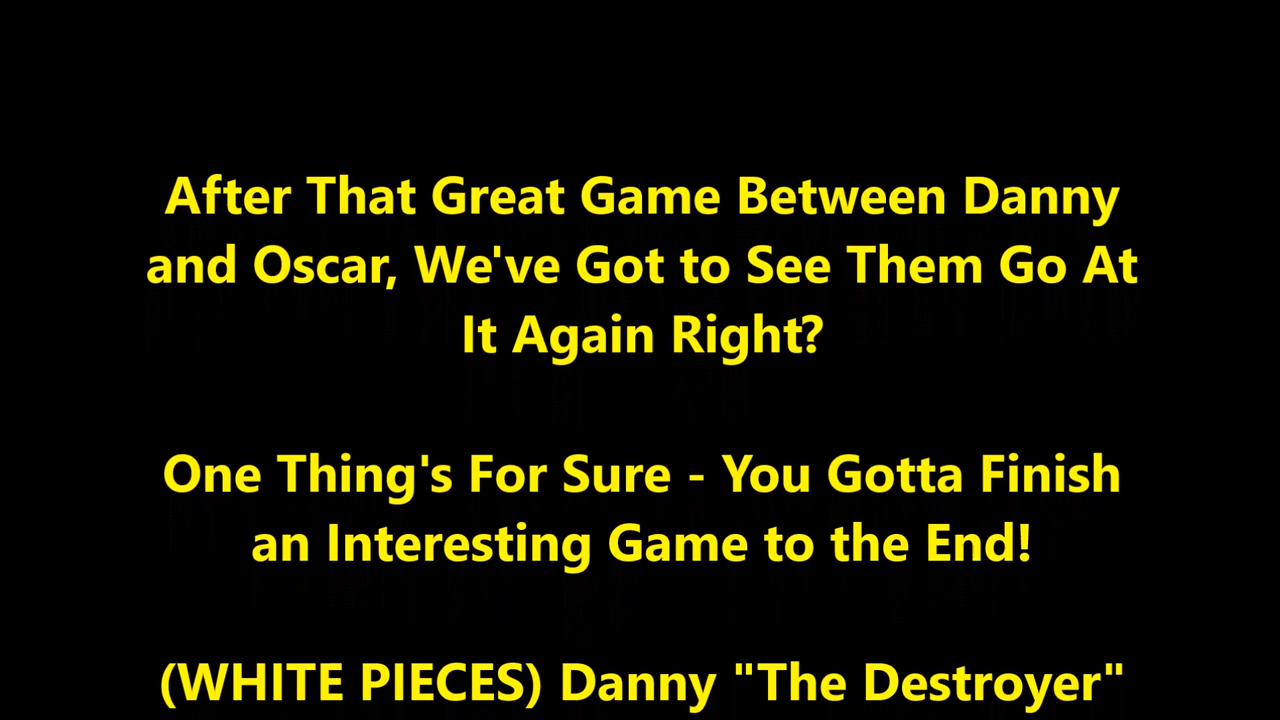 After That Great Game Between Danny
and Oscar, We've Got to See Them Go At
It Again Right?
One Thing's For Sure - You Gotta Finish
an Interesting Game to the End!
(WHITE PIECES) Danny "The Destroyer"